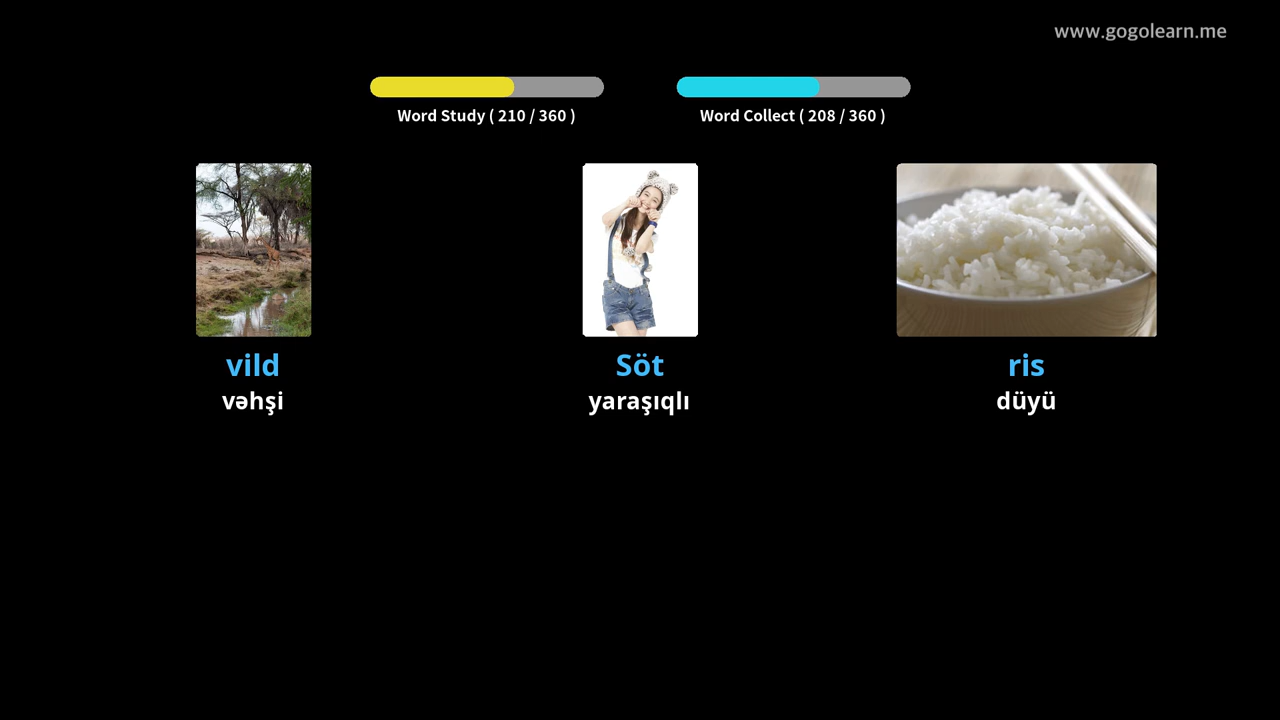 www.gogolearn.me
Word Study ( 210 / 360 )
Word Collect ( 208 / 360 )
vild
vəhşi
Söt
yaraşıqlı
ris
düyü